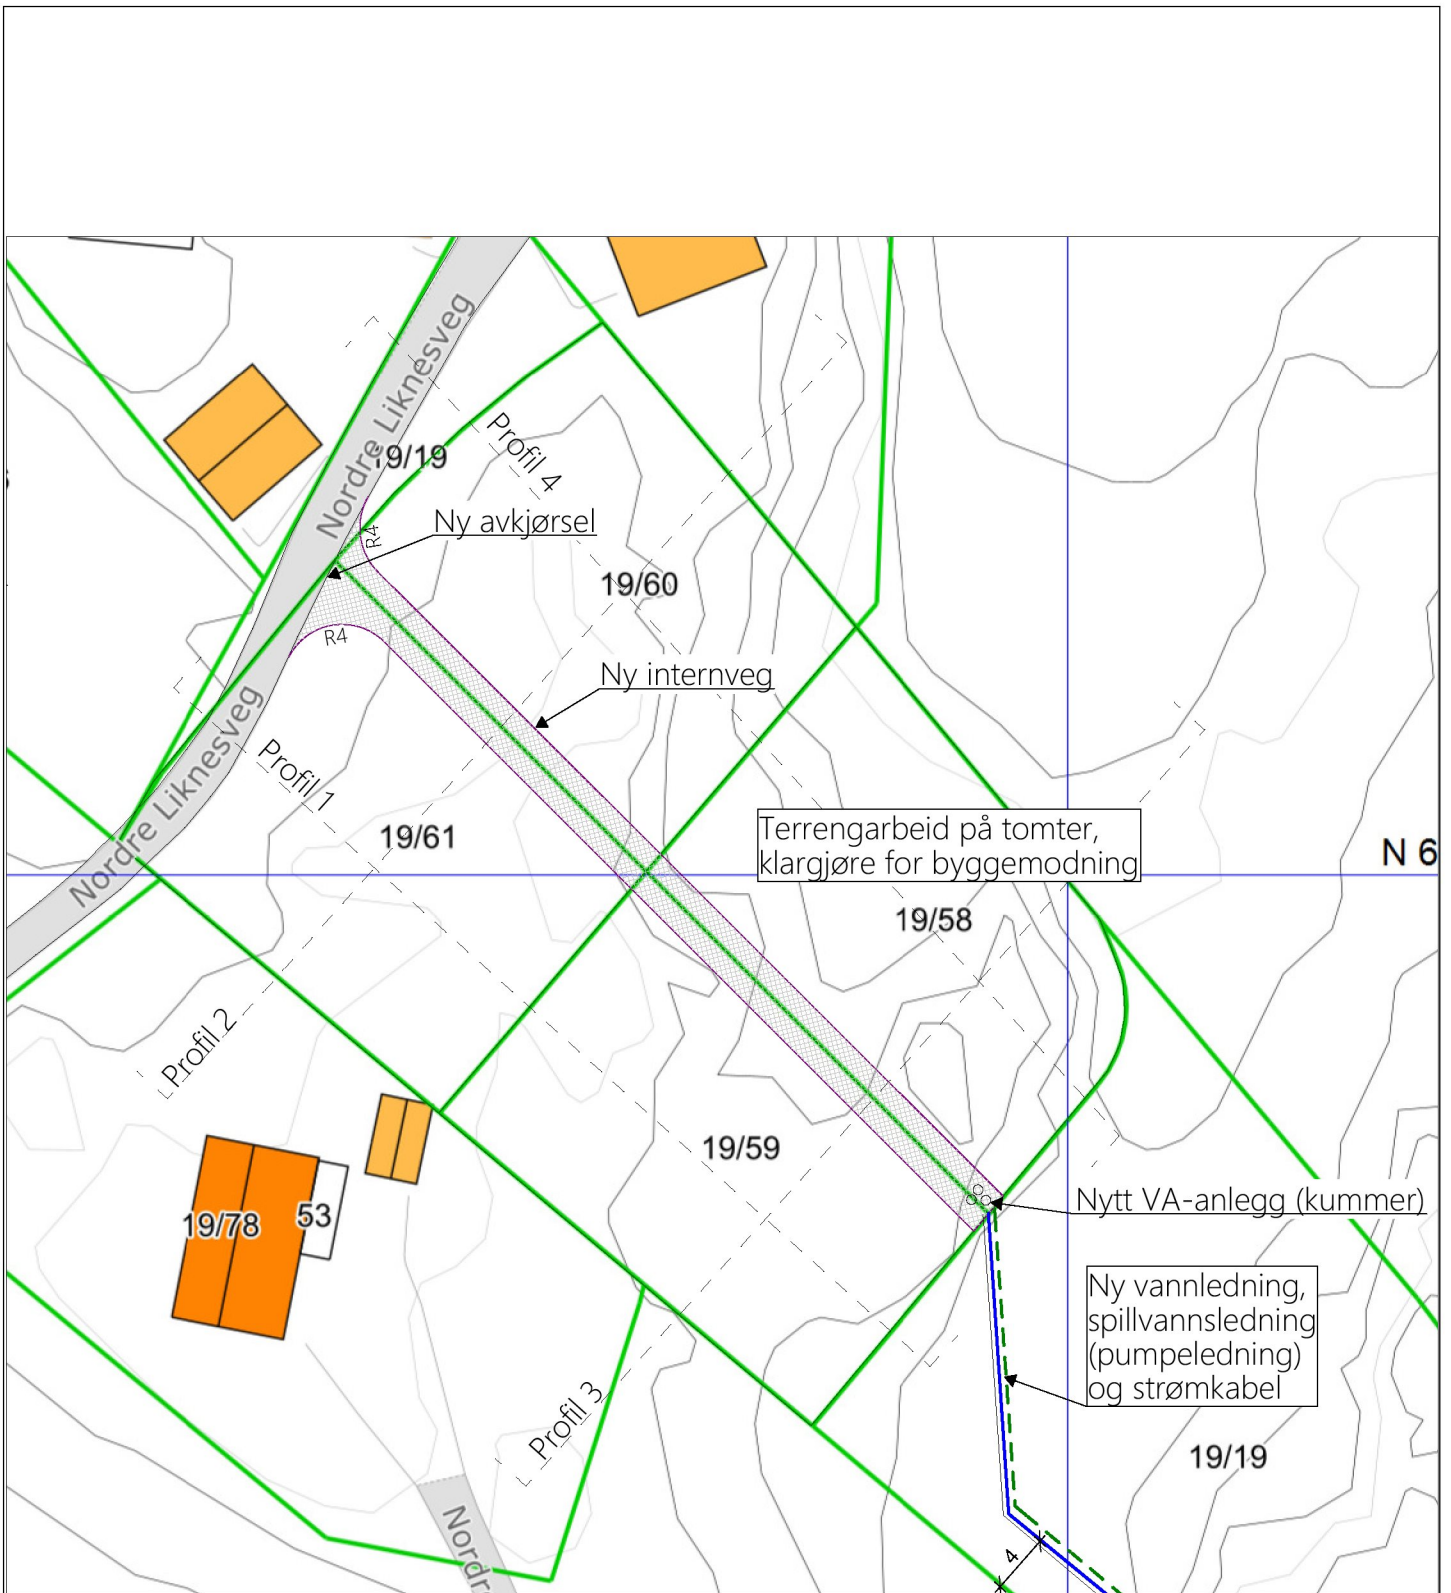 Nordre Liknesveg
19/19
Profil 4
R4
Ny avkjørsel
19/60
R4
Ny internveg
Nordre Liknesveg
Profil 1
19/61
Terrengarbeid på tomter,
klargjøre for byggemodning
N 6
19/58
Profil 2
19/59
19/78
53
Nytt VA-anlegg (kummer)
Ny vannledning,
spillvannsledning
(pumpeledning)
og strømkabel
Profil 3
19/19
Nordr
4